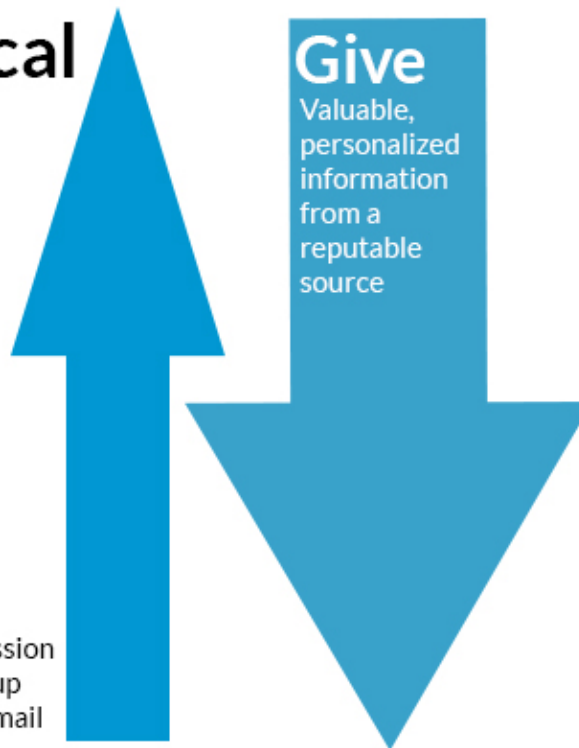 cal
Give
Valuable,
personalized
information
from a
reputable
source
ssion
up
mail